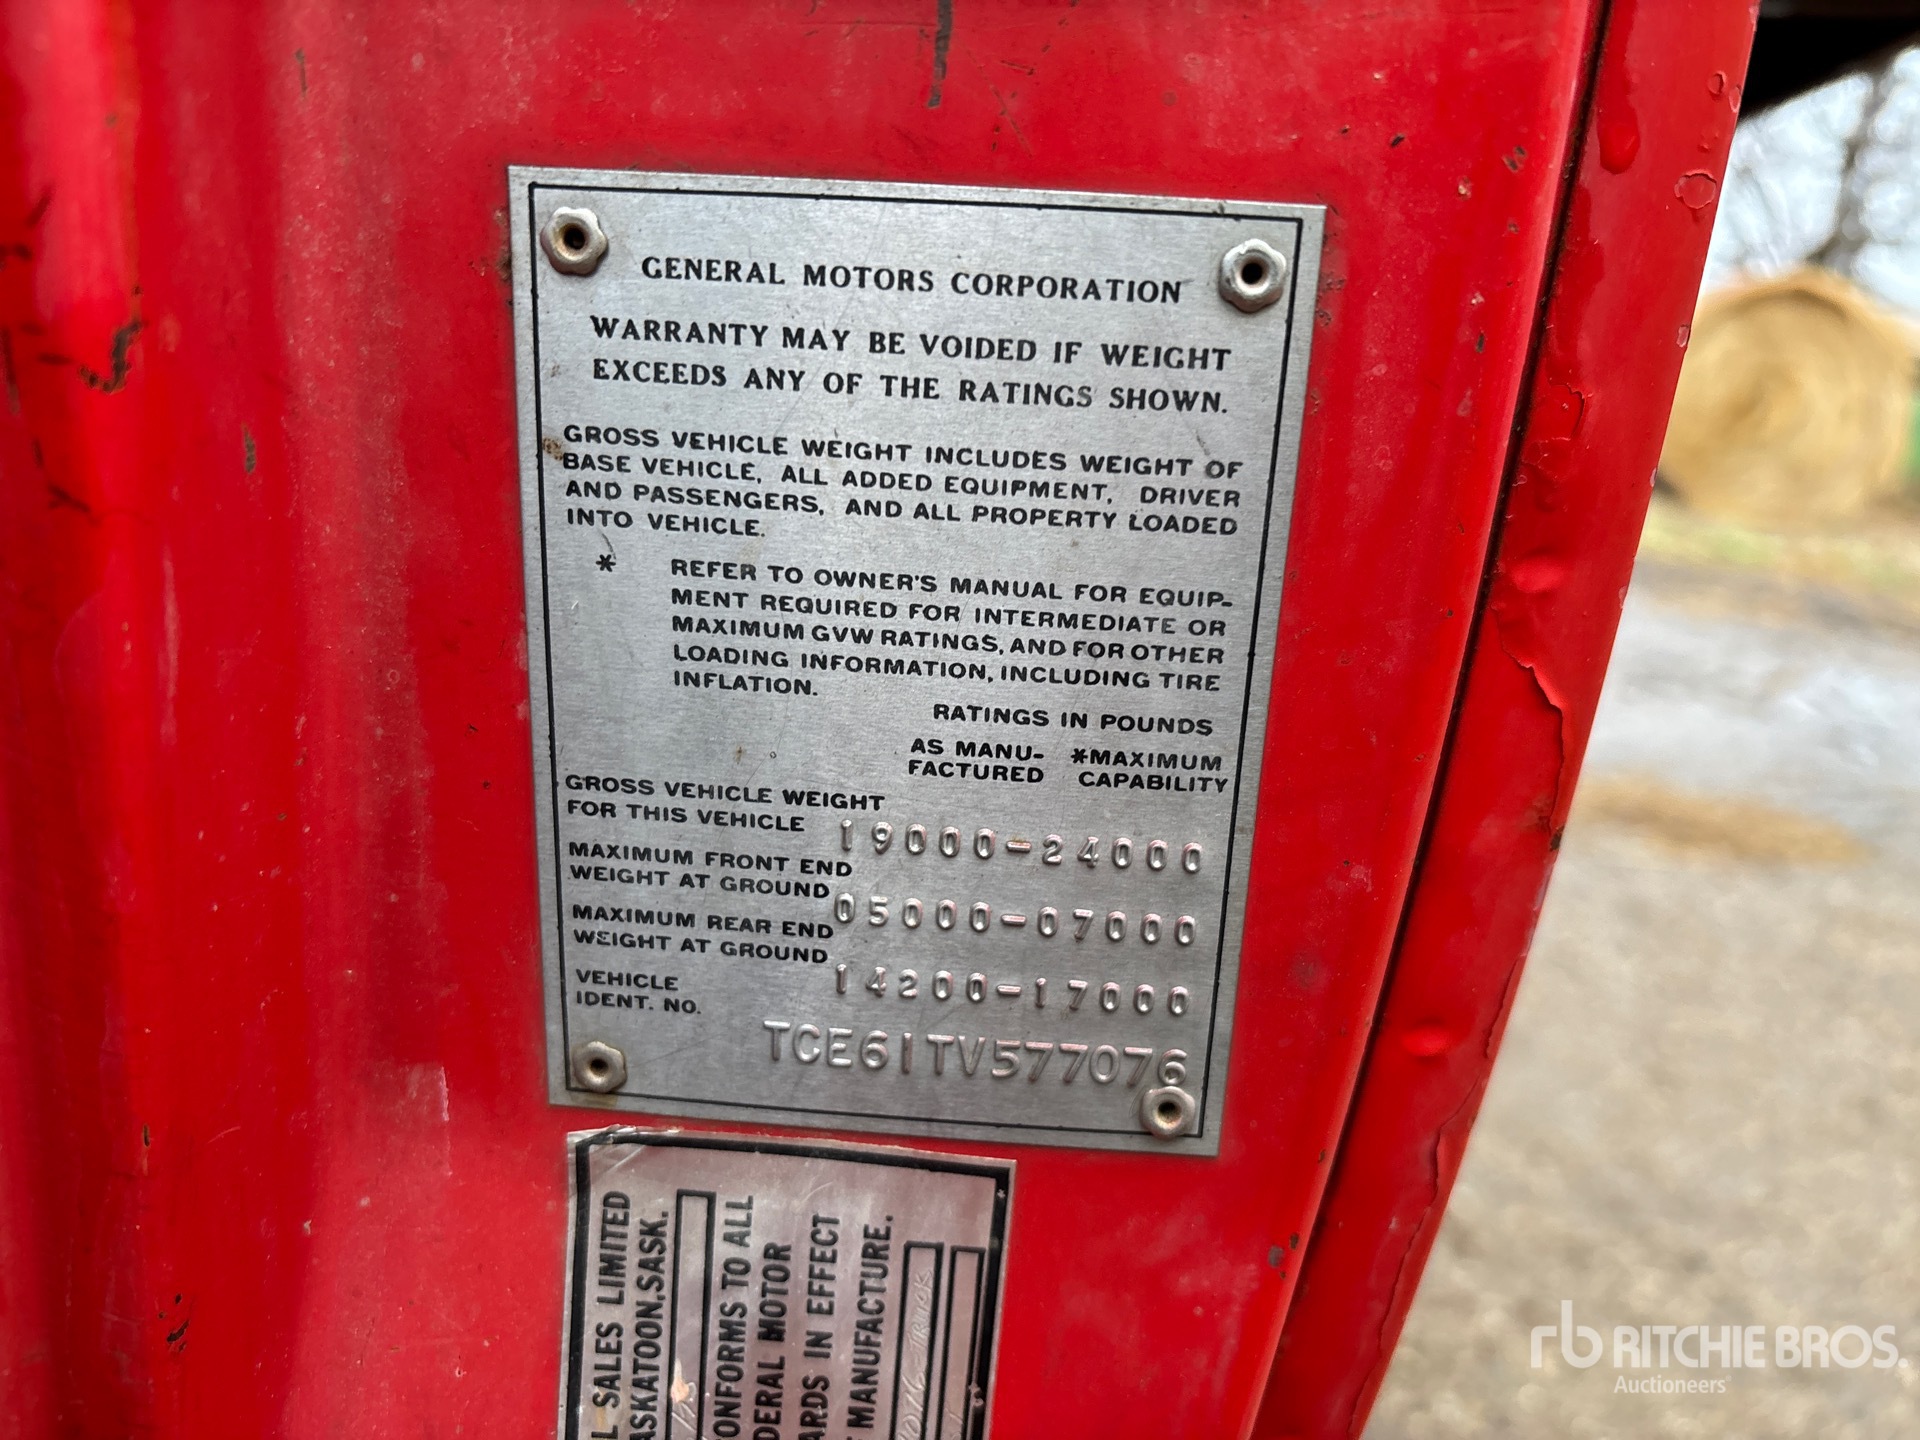 GENERAL MOTORS CORPORATION
WARRANTY MAY BE VOIDED IF WEIGHT
EXCEEDS ANY OF THE RATINGS SHOWN.
GROSS VEHICLE WEIGHT INCLUDES WEIGHT OF
BASE VEHICLE, ALL ADDED EQUIPMENT, DRIVER
AND PASSENGERS, AND ALL PROPERTY LOADED
INTO VEHICLE.
* REFER TO OWNER'S MANUAL FOR EQUIP-
MENT REQUIRED FOR INTERMEDIATE OR
MAXIMUM GVW RATINGS, AND FOR OTHER
LOADING INFORMATION, INCLUDING TIRE
INFLATION.
RATINGS IN POUNDS
AS MANU- *MAXIMUM
FACTURED CAPABILITY
GROSS VEHICLE WEIGHT
FOR THIS VEHICLE 19000-24000
MAXIMUM FRONT END
WEIGHT AT GROUND 05000-07000
MAXIMUM REAR END
WEIGHT AT GROUND 14200-17000
VEHICLE
IDENT. NO.
TCE61TV577076
L SALES LIMITED
ASKATOON, SASK.
ONFORMS TO ALL
DERAL MOTOR
ARDS IN EFFECT
MANUFACTURE.
rb RITCHIE BROS.
Auctioneers